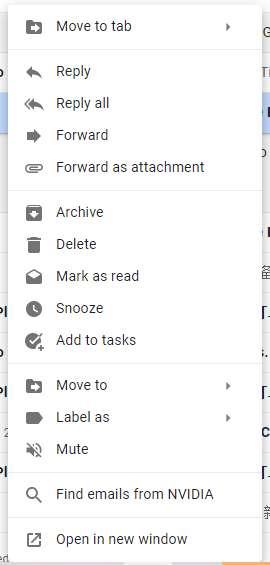 Move to tab
Reply
Reply all
Forward
Forward as attachment
Archive
Delete
Mark as read
Snooze
Add to tasks
Move to
Label as
Mute
Find emails from NVIDIA
Open in new window